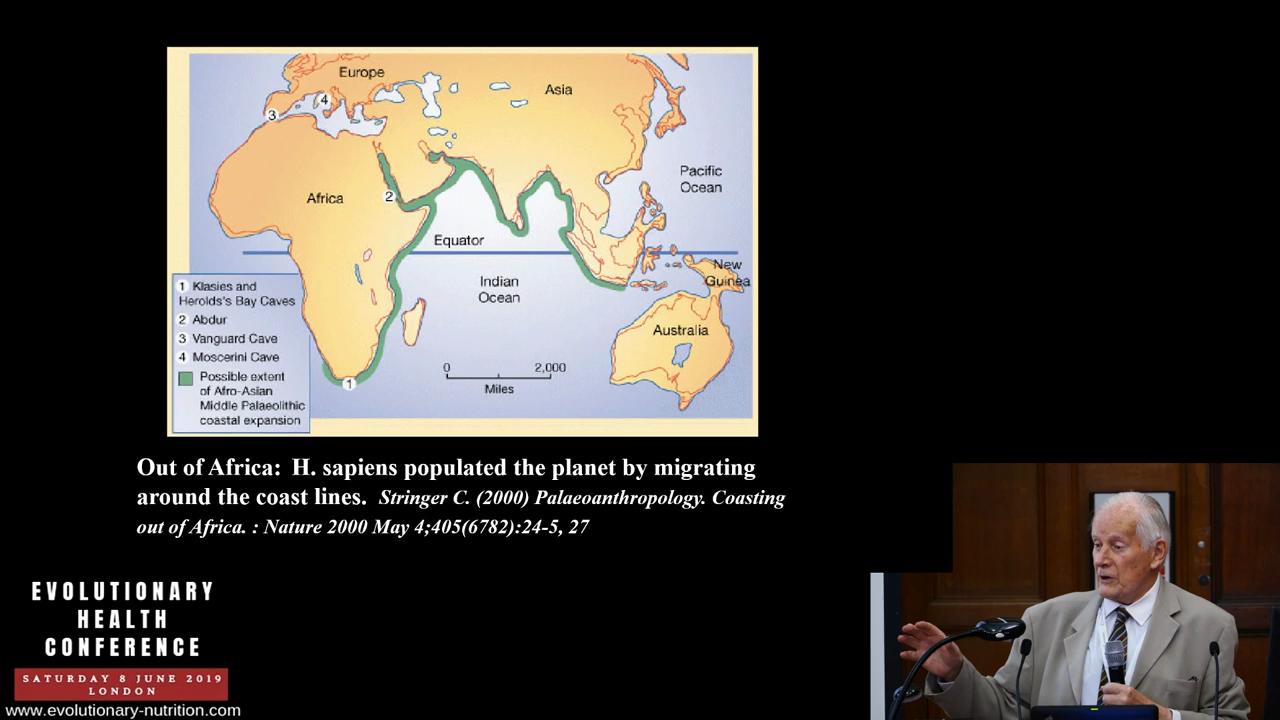 Europe
Asia
4
3
Pacific
Ocean
Africa
2
Equator
New
Guinea
Indian
Ocean
Australia
0 2,000
Miles
1
1 Klasies and
Herolds's Bay Caves
2 Abdur
3 Vanguard Cave
4 Moscerini Cave
Possible extent
of Afro-Asian
Middle Palaeolithic
coastal expansion
Out of Africa: H. sapiens populated the planet by migrating
around the coast lines. Stringer C. (2000) Palaeoanthropology. Coasting
out of Africa. : Nature 2000 May 4;405(6782):24-5, 27
EVOLUTIONARY
HEALTH
CONFERENCE
SATURDAY 8 JUNE 2019
LONDON
www.evolutionary-nutrition.com